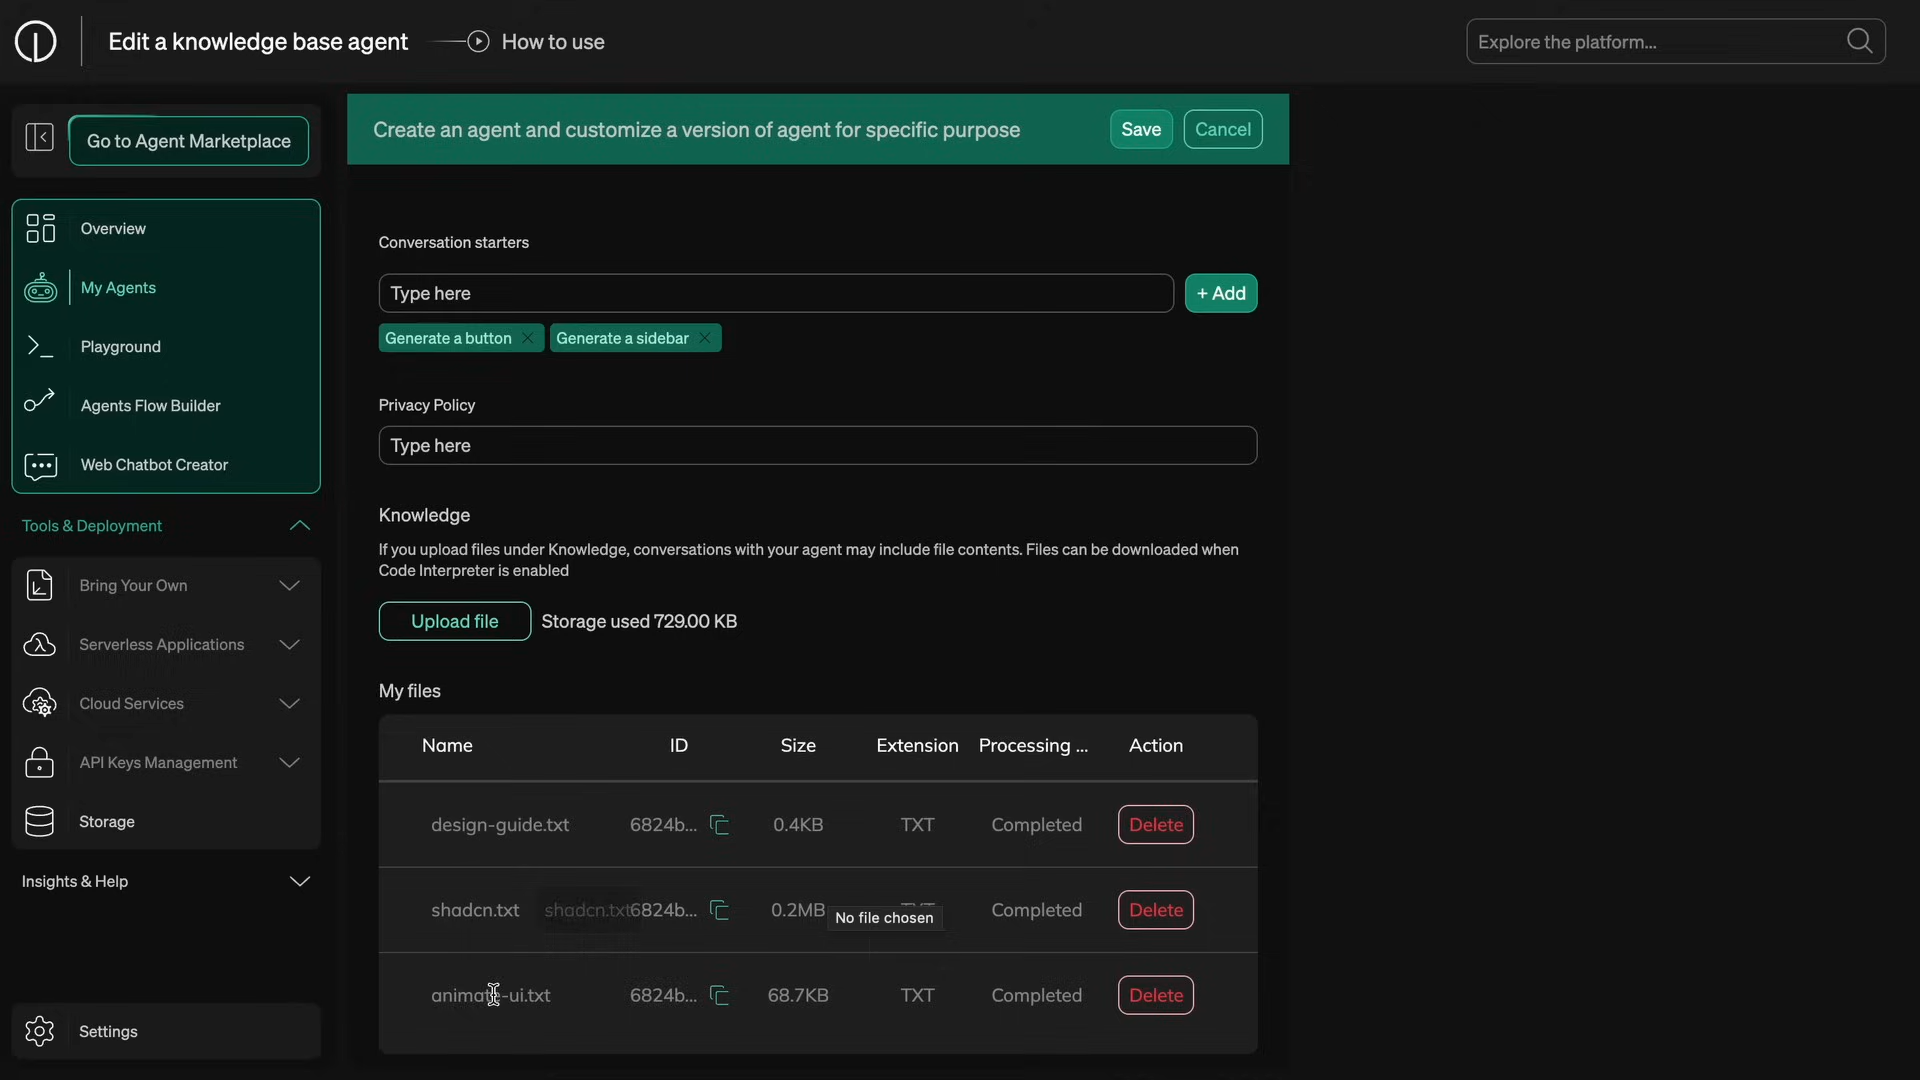 Edit a knowledge base agent
How to use
Explore the platform...
Go to Agent Marketplace
Create an agent and customize a version of agent for specific purpose
Save
Cancel
Overview
My Agents
Playground
Agents Flow Builder
Web Chatbot Creator
Tools & Deployment
Bring Your Own
Serverless Applications
Cloud Services
API Keys Management
Storage
Insights & Help
Settings
Conversation starters
Type here
+ Add
Generate a button
Generate a sidebar
Privacy Policy
Type here
Knowledge
If you upload files under Knowledge, conversations with your agent may include file contents. Files can be downloaded when
Code Interpreter is enabled
Upload file
Storage used 729.00 KB
My files
Name ID Size Extension Processing ... Action
design-guide.txt 6824b... 0.4KB TXT Completed Delete
shadcn.txt shadcn.txt 6824b... 0.2MB TXT Completed Delete
No file chosen
animate-ui.txt 6824b... 68.7KB TXT Completed Delete